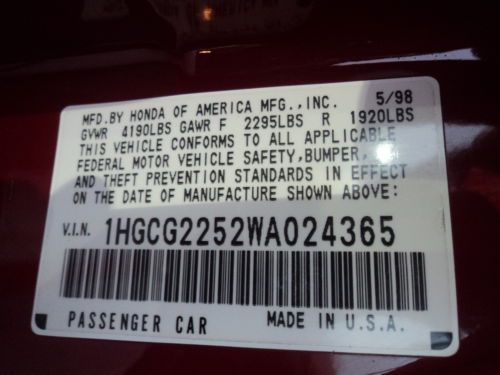 MFD.BY HONDA OF AMERICA MFG.,INC. 5/98
GVWR 4190LBS GAWR F 2295LBS R 1920LBS
THIS VEHICLE CONFORMS TO ALL APPLICABLE
FEDERAL MOTOR VEHICLE SAFETY,BUMPER,
AND THEFT PREVENTION STANDARDS IN EFFECT
ON THE DATE OF MANUFACTURE SHOWN ABOVE:
V.I.N. 1HGCG2252WA024365
PASSENGER CAR MADE IN U.S.A.